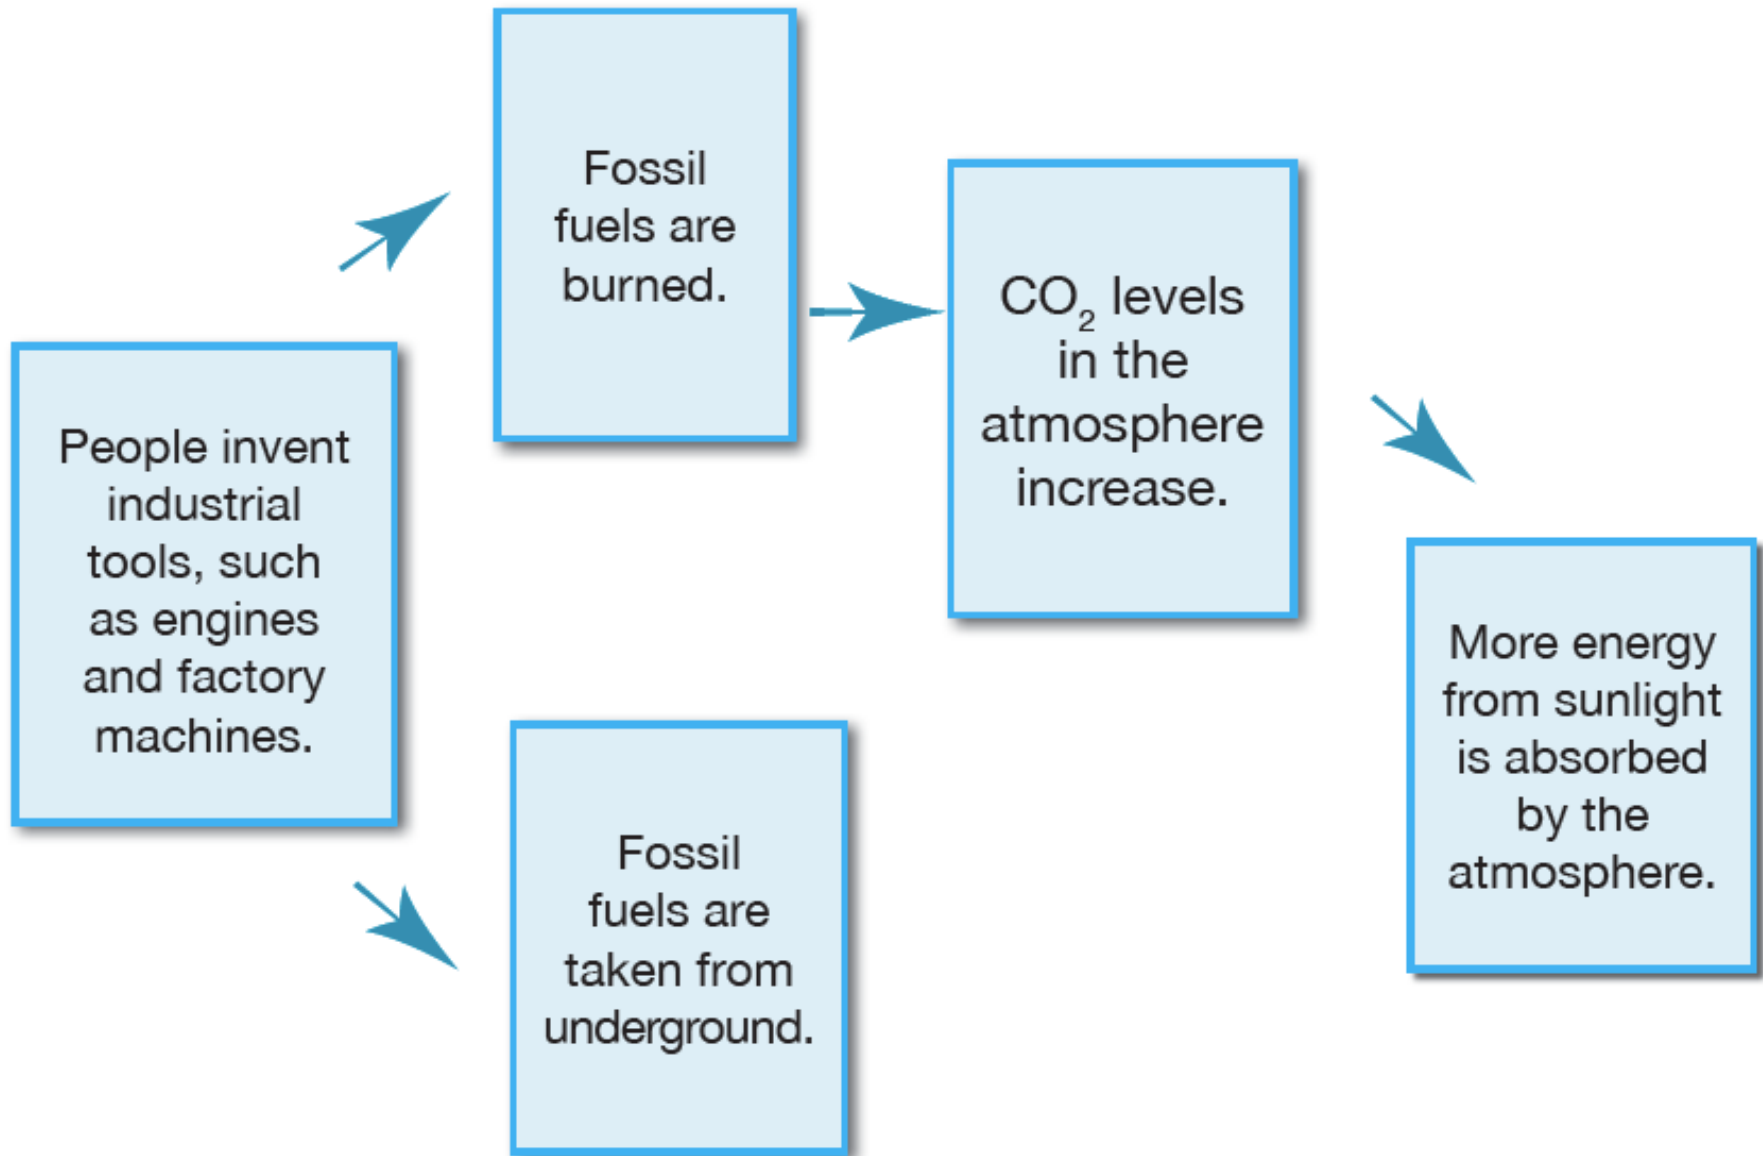 People invent
industrial
tools, such
as engines
and factory
machines.
Fossil
fuels are
burned.
CO₂ levels
in the
atmosphere
increase.
More energy
from sunlight
is absorbed
by the
atmosphere.
Fossil
fuels are
taken from
underground.